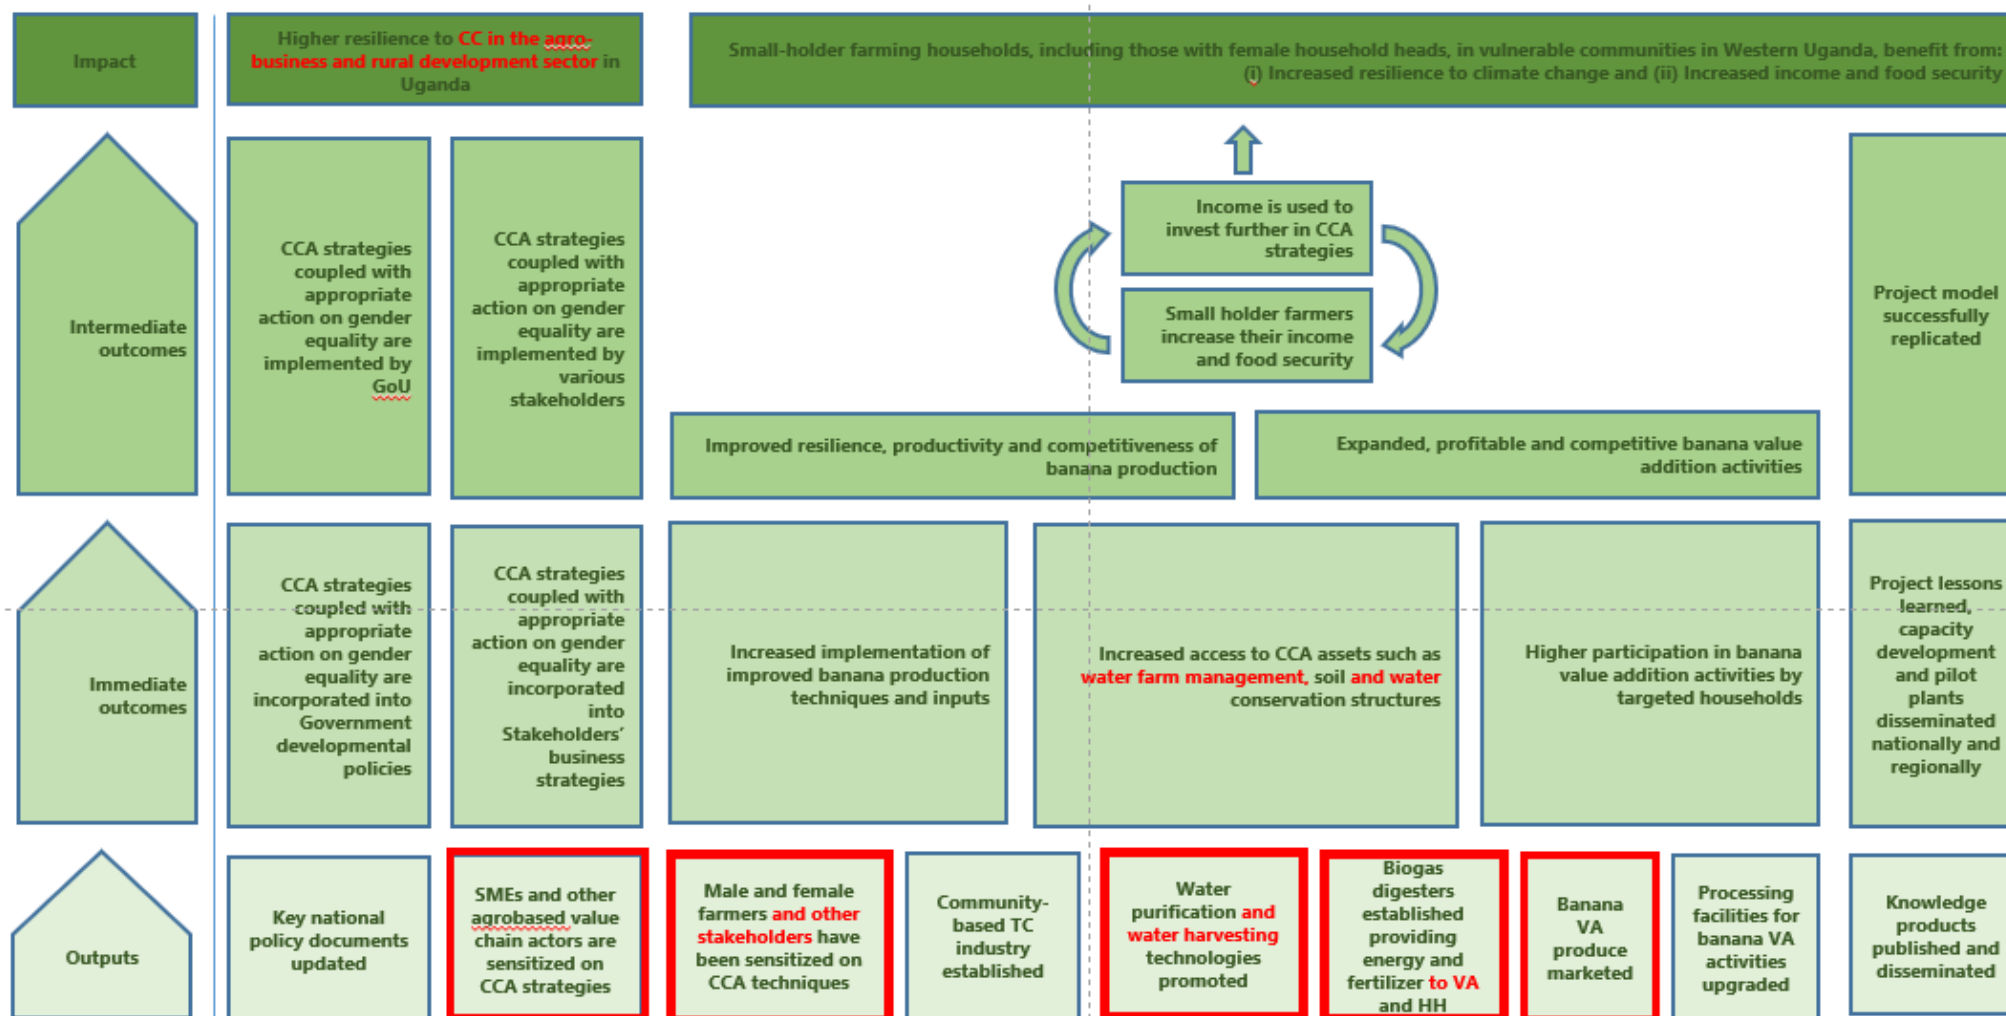 Impact
Higher resilience to CC in the agro-
business and rural development sector in
Uganda
Small-holder farming households, including those with female household heads, in vulnerable communities in Western Uganda, benefit from:
(i) Increased resilience to climate change and (ii) Increased income and food security
Intermediate
outcomes
CCA strategies
coupled with
appropriate
action on gender
equality are
implemented by
GoU
CCA strategies
coupled with
appropriate
action on gender
equality are
implemented by
various
stakeholders
Income is used to
invest further in CCA
strategies
Small holder farmers
increase their income
and food security
Improved resilience, productivity and competitiveness of
banana production
Expanded, profitable and competitive banana value
addition activities
Project model
successfully
replicated
Immediate
outcomes
CCA strategies
coupled with
appropriate
action on gender
equality are
incorporated into
Government
developmental
policies
CCA strategies
coupled with
appropriate
action on gender
equality are
incorporated
into
Stakeholders'
business
strategies
Increased implementation of
improved banana production
techniques and inputs
Increased access to CCA assets such as
water farm management, soil and water
conservation structures
Higher participation in banana
value addition activities by
targeted households
Project lessons
learned,
capacity
development
and pilot
plants
disseminated
nationally and
regionally
Outputs
Key national
policy documents
updated
SMEs and other
agrobased value
chain actors are
sensitized on
CCA strategies
Male and female
farmers and other
stakeholders have
been sensitized on
CCA techniques
Community-
based TC
industry
established
Water
purification and
water harvesting
technologies
promoted
Biogas
digesters
established
providing
energy and
fertilizer to VA
and HH
Banana
VA
produce
marketed
Processing
facilities for
banana VA
activities
upgraded
Knowledge
products
published and
disseminated